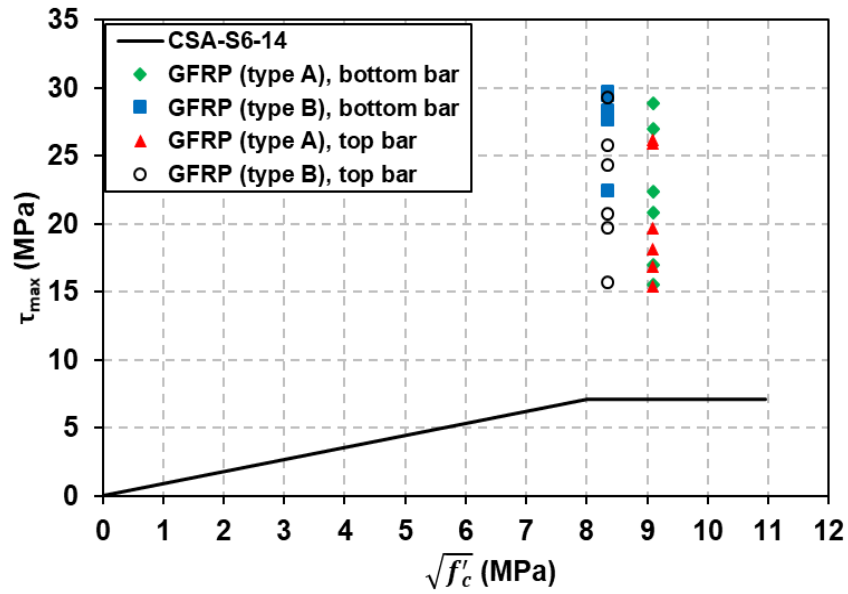 35
30
25
20
15
10
5
0
τmax (MPa)
CSA-S6-14
GFRP (type A), bottom bar
GFRP (type B), bottom bar
GFRP (type A), top bar
GFRP (type B), top bar
0 1 2 3 4 5 6 7 8 9 10 11 12
√f′c (MPa)